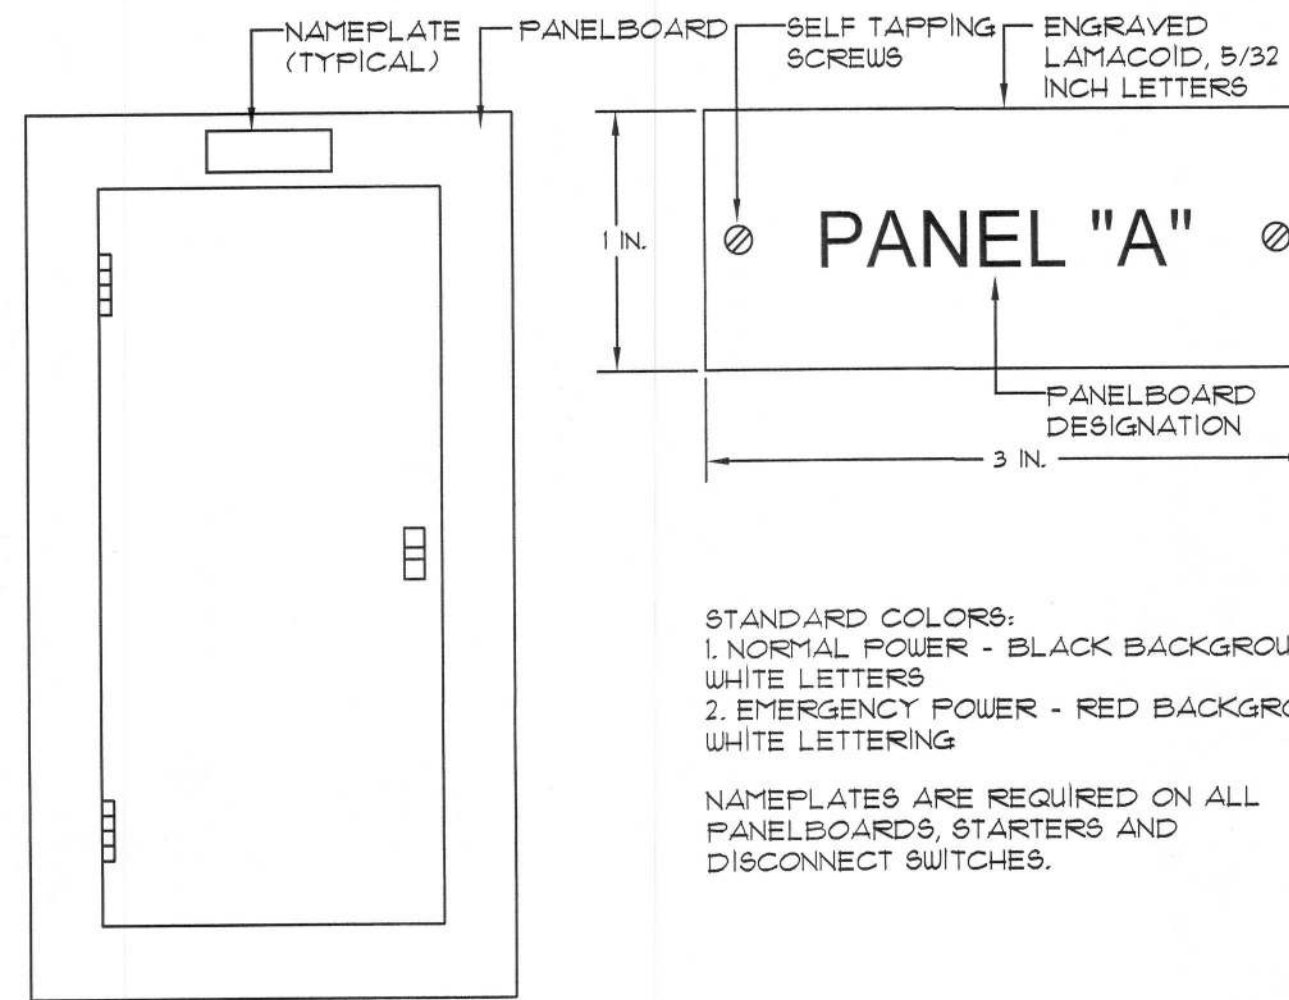 NAMEPLATE
(TYPICAL)
PANELBOARD
SELF TAPPING
SCREWS
ENGRAVED
LAMACOID, 5/32
INCH LETTERS
1 IN.
PANEL "A"
PANELBOARD
DESIGNATION
3 IN.
STANDARD COLORS:
1. NORMAL POWER - BLACK BACKGROU
WHITE LETTERS
2. EMERGENCY POWER - RED BACKGRO
WHITE LETTERING
NAMEPLATES ARE REQUIRED ON ALL
PANELBOARDS, STARTERS AND
DISCONNECT SWITCHES.